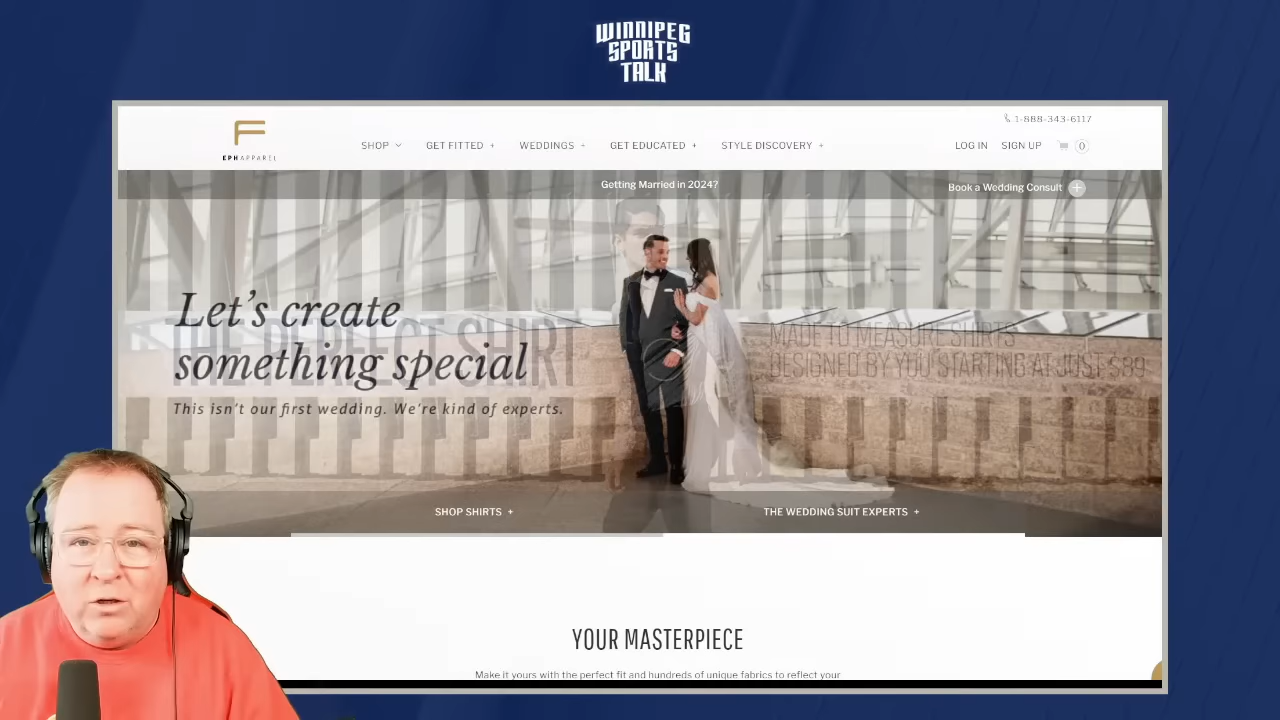 WINNIPEG
SPORTS
TALK
1-888-343-6117
EPH APPAREL
SHOP
GET FITTED +
WEDDINGS +
GET EDUCATED +
STYLE DISCOVERY +
LOG IN
SIGN UP
0
Getting Married in 2024?
Book a Wedding Consult +
Let's create
something special
THE PERFECT SHIRT
MADE TO MEASURE SHIRTS
DESIGNED BY YOU STARTING AT JUST $89
This isn't our first wedding. We're kind of experts.
SHOP SHIRTS +
THE WEDDING SUIT EXPERTS +
YOUR MASTERPIECE
Make it yours with the perfect fit and hundreds of unique fabrics to reflect your